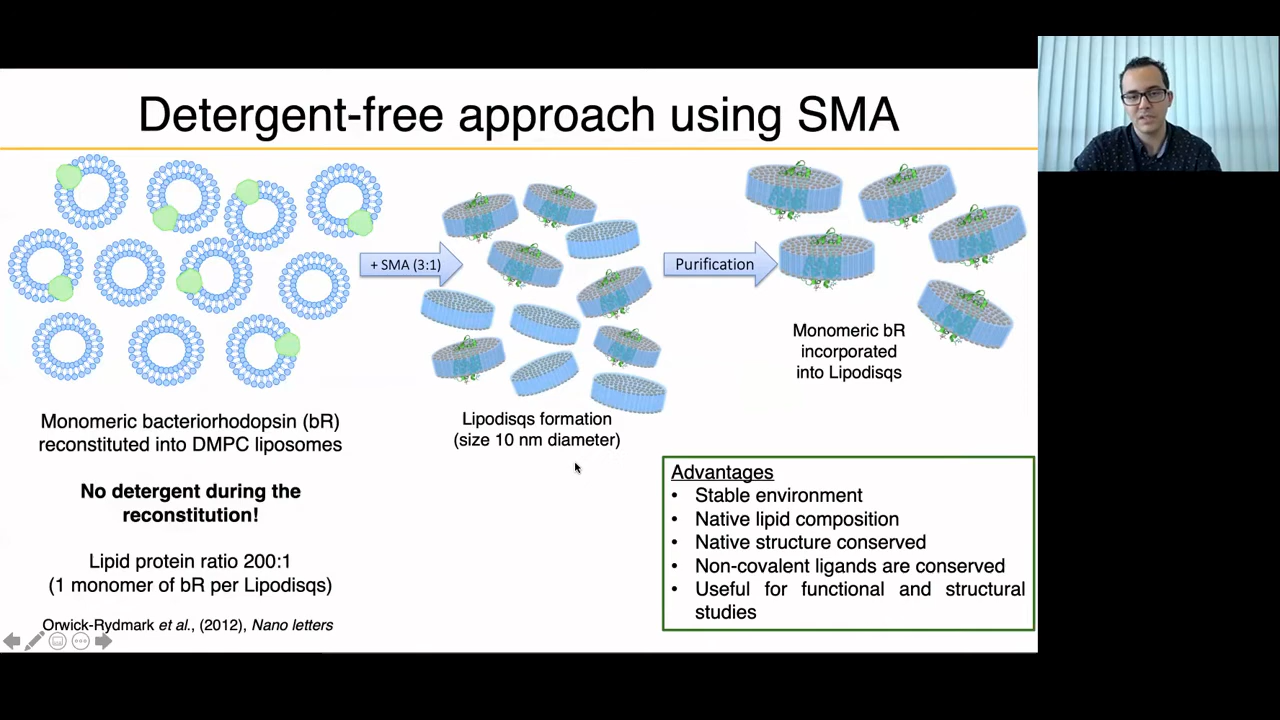 Detergent-free approach using SMA
+ SMA (3:1)
Purification
Monomeric bR
incorporated
into Lipodisqs
Lipodisqs formation
(size 10 nm diameter)
Monomeric bacteriorhodopsin (bR)
reconstituted into DMPC liposomes
No detergent during the
reconstitution!
Lipid protein ratio 200:1
(1 monomer of bR per Lipodisqs)
Orwick-Rydmark et al., (2012), Nano letters
Advantages
• Stable environment
• Native lipid composition
• Native structure conserved
• Non-covalent ligands are conserved
• Useful for functional and structural
studies